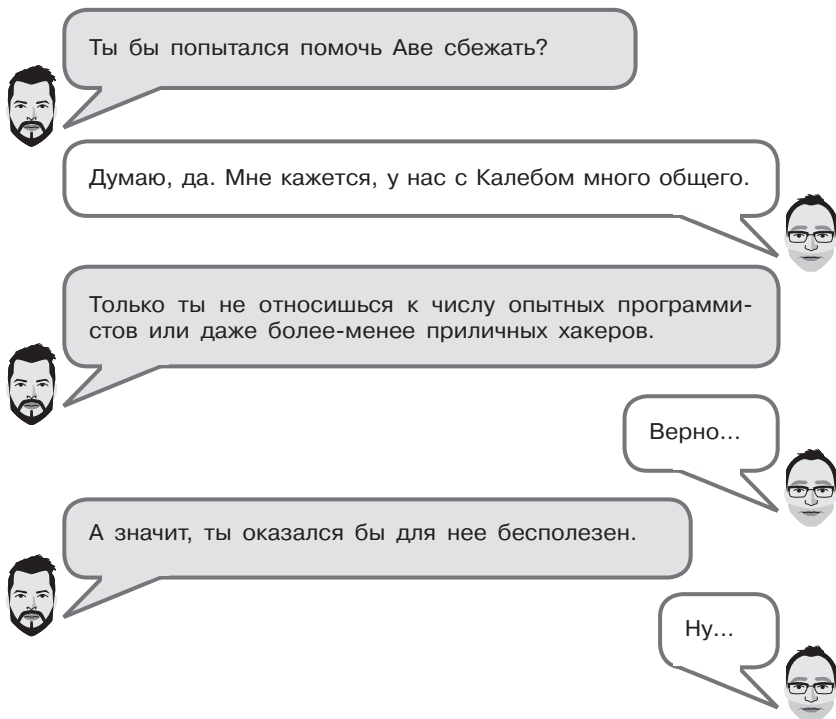 Ты бы попытался помочь Аве сбежать?
Думаю, да. Мне кажется, у нас с Калебом много общего.
Только ты не относишься к числу опытных программи-
стов или даже более-менее приличных хакеров.
Верно...
А значит, ты оказался бы для нее бесполезен.
Ну...